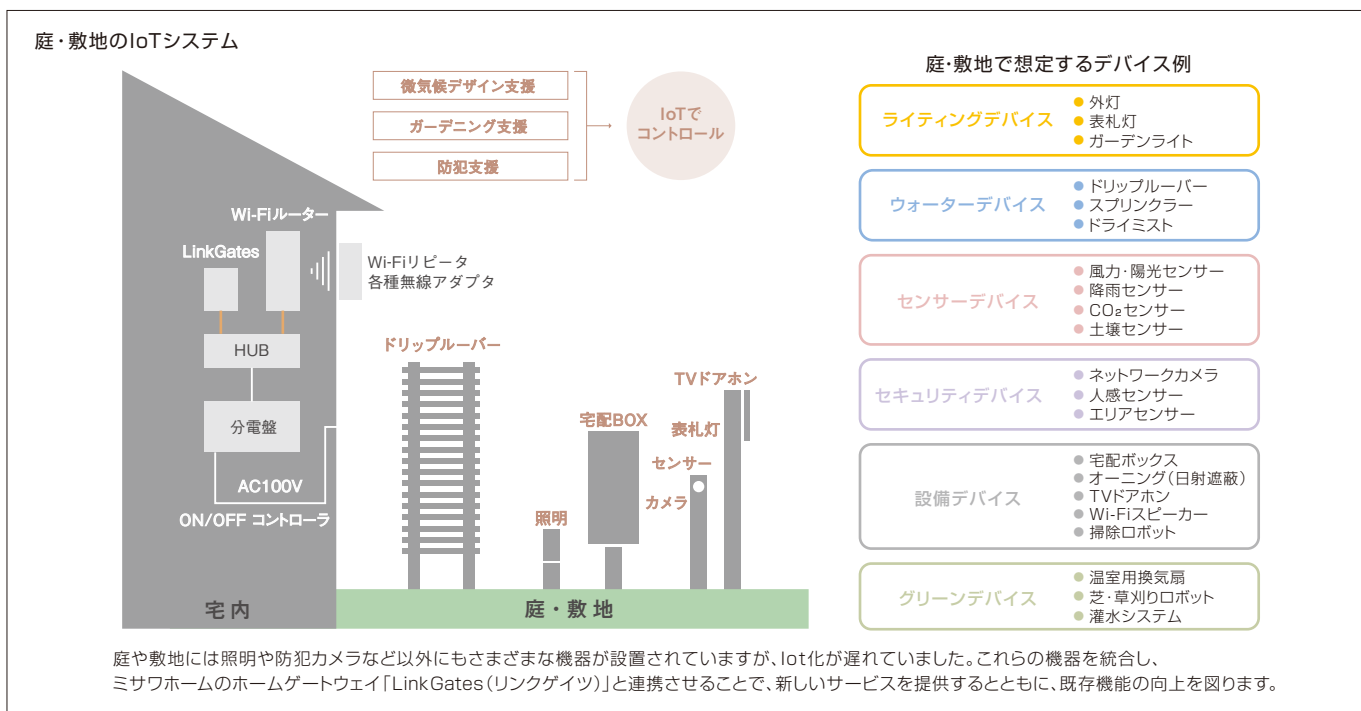 庭・敷地のIoTシステム
微気候デザイン支援
ガーデニング支援
防犯支援
IoTで
コントロール
Wi-Fiルーター
LinkGates
Wi-Fiリピータ
各種無線アダプタ
HUB
分電盤
AC100V
ON/OFF コントローラ
ドリップルーバー
照明
宅配BOX
センサー
カメラ
TVドアホン
表札灯
宅内
庭・敷地
庭・敷地で想定するデバイス例
ライティングデバイス
● 外灯
● 表札灯
● ガーデンライト
ウォーターデバイス
● ドリップルーバー
● スプリンクラー
● ドライミスト
センサーデバイス
● 風力・陽光センサー
● 降雨センサー
● CO₂センサー
● 土壌センサー
セキュリティデバイス
● ネットワークカメラ
● 人感センサー
● エリアセンサー
設備デバイス
● 宅配ボックス
● オーニング(日射遮蔽)
● TVドアホン
● Wi-Fiスピーカー
● 掃除ロボット
グリーンデバイス
● 温室用換気扇
● 芝・草刈りロボット
● 灌水システム
庭や敷地には照明や防犯カメラなど以外にもさまざまな機器が設置されていますが、Iot化が遅れていました。これらの機器を統合し、
ミサワホームのホームゲートウェイ「LinkGates(リンクゲイツ)」と連携させることで、新しいサービスを提供するとともに、既存機能の向上を図ります。